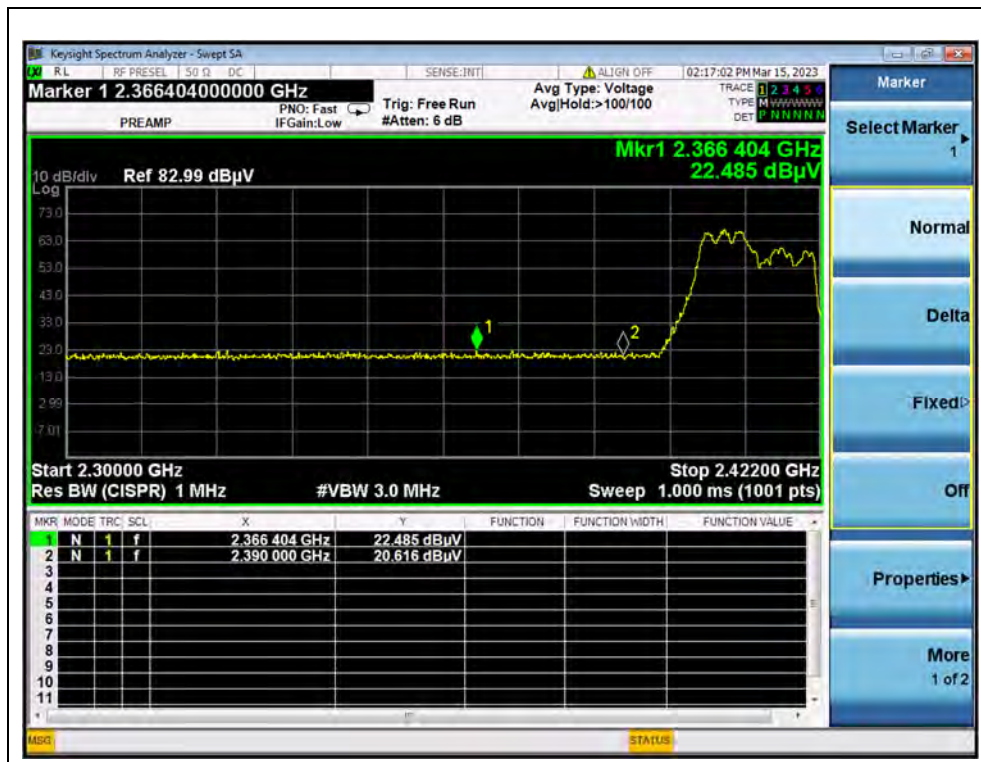 Keysight Spectrum Analyzer - Swept SA
LXI RL RF PRESEL 50 Ω DC SENSE:INT ALIGN OFF 02:17:02 PM Mar 15, 2023
Marker 1 2.366404000000 GHz
Avg Type: Voltage
TRACE 1 2 3 4 5 6
PNO: Fast Trig: Free Run Avg|Hold:>100/100
TYPE M WWWWW
PREAMP IFGain:Low #Atten: 6 dB
DET P N N N N N
Mkr1 2.366 404 GHz
22.485 dBµV
10 dB/div Ref 82.99 dBµV
Log
73.0
63.0
53.0
43.0
33.0
23.0
13.0
2.99
-7.01
1
2
Start 2.30000 GHz Stop 2.42200 GHz
Res BW (CISPR) 1 MHz #VBW 3.0 MHz Sweep 1.000 ms (1001 pts)
MKR MODE TRC SCL X Y FUNCTION FUNCTION WIDTH FUNCTION VALUE
1 N 1 f 2.366 404 GHz 22.485 dBµV
2 N 1 f 2.390 000 GHz 20.616 dBµV
3
4
5
6
7
8
9
10
11
MSG STATUS
Marker
Select Marker
1
Normal
Delta
Fixed
Off
Properties
More
1 of 2